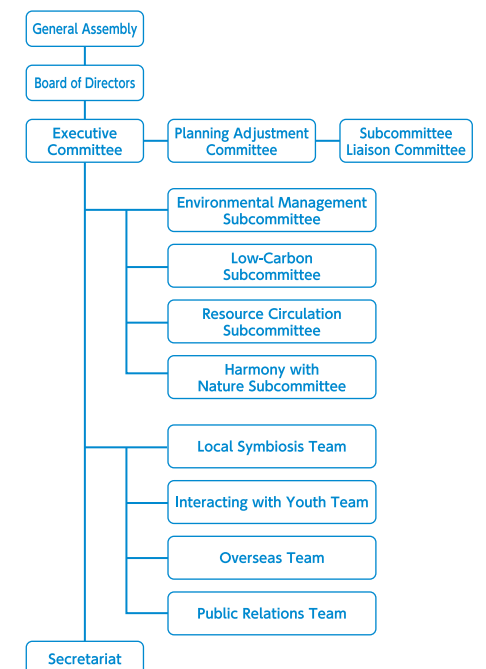 General Assembly
Board of Directors
Executive
Committee
Planning Adjustment
Committee
Subcommittee
Liaison Committee
Environmental Management
Subcommittee
Low-Carbon
Subcommittee
Resource Circulation
Subcommittee
Harmony with
Nature Subcommittee
Local Symbiosis Team
Interacting with Youth Team
Overseas Team
Public Relations Team
Secretariat